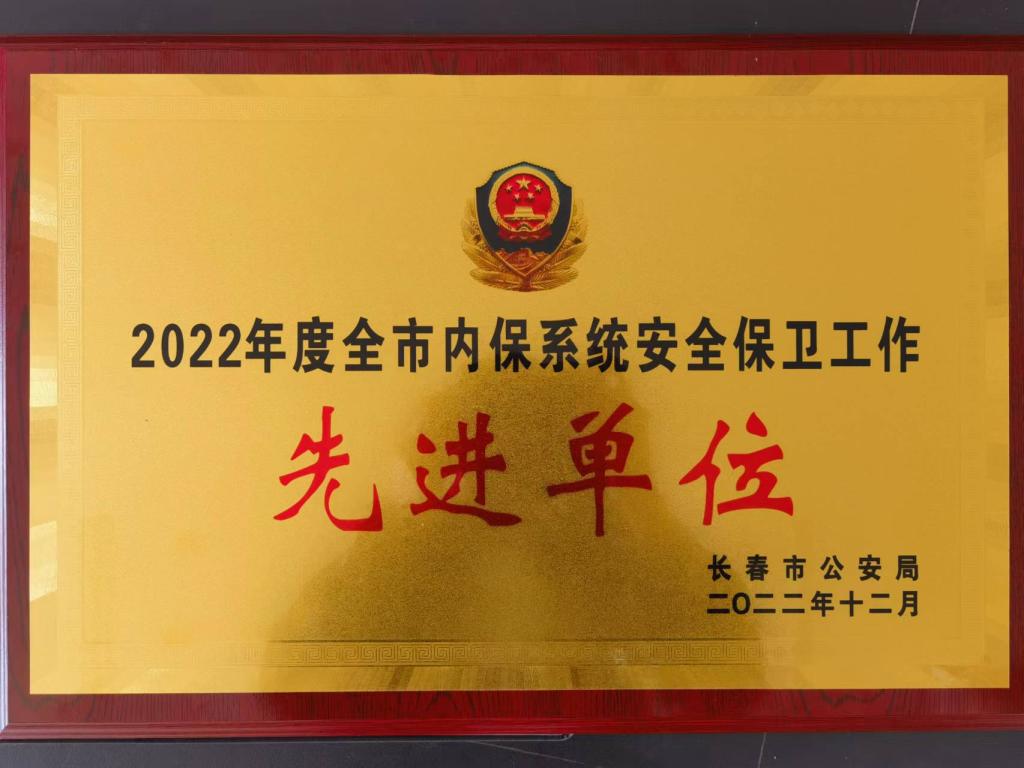 2022年度全市内保系统安全保卫工作
先进单位
长春市公安局
二〇二二年十二月